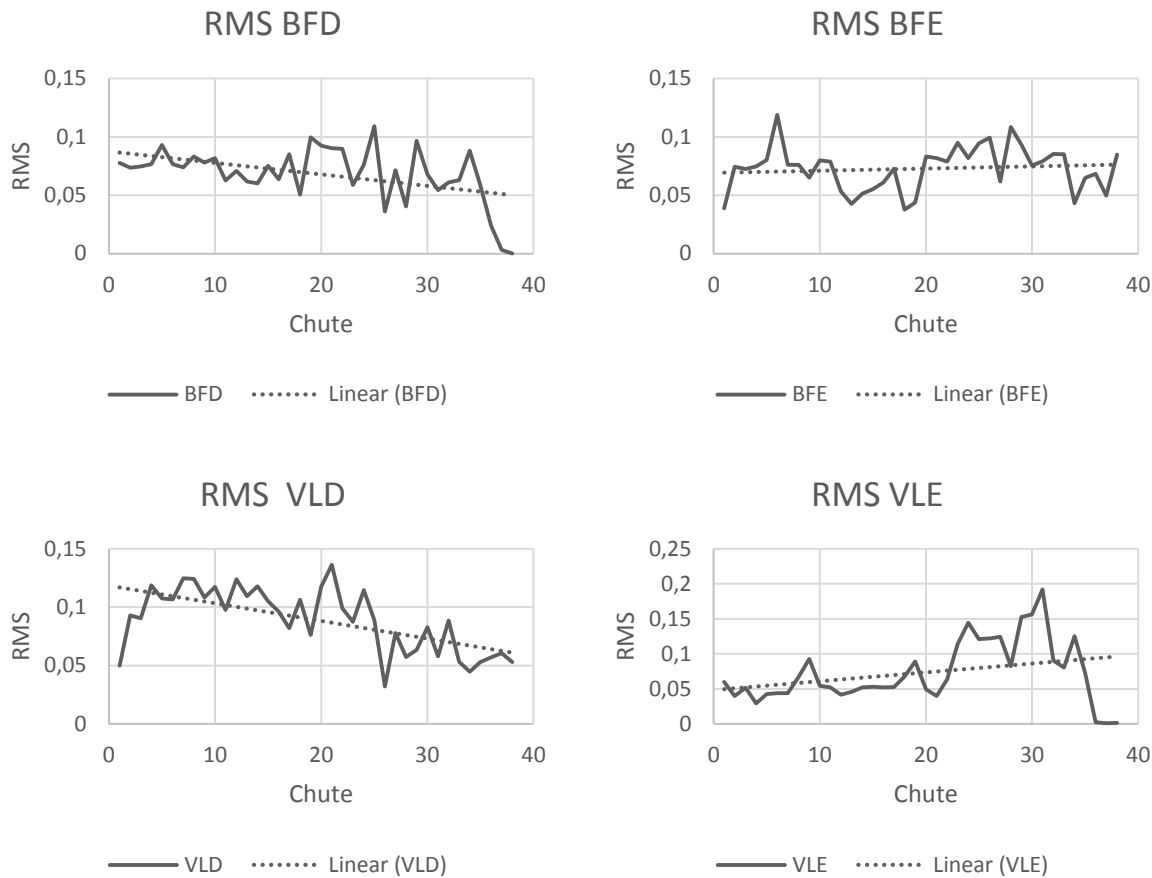 RMS BFD
0,15
0,1
0,05
0
RMS
0 10 20 30 40
Chute
BFD Linear (BFD)
RMS BFE
0,15
0,1
0,05
0
RMS
0 10 20 30 40
Chute
BFE Linear (BFE)
RMS VLD
0,15
0,1
0,05
0
RMS
0 10 20 30 40
Chute
VLD Linear (VLD)
RMS VLE
0,25
0,2
0,15
0,1
0,05
0
RMS
0 10 20 30 40
Chute
VLE Linear (VLE)